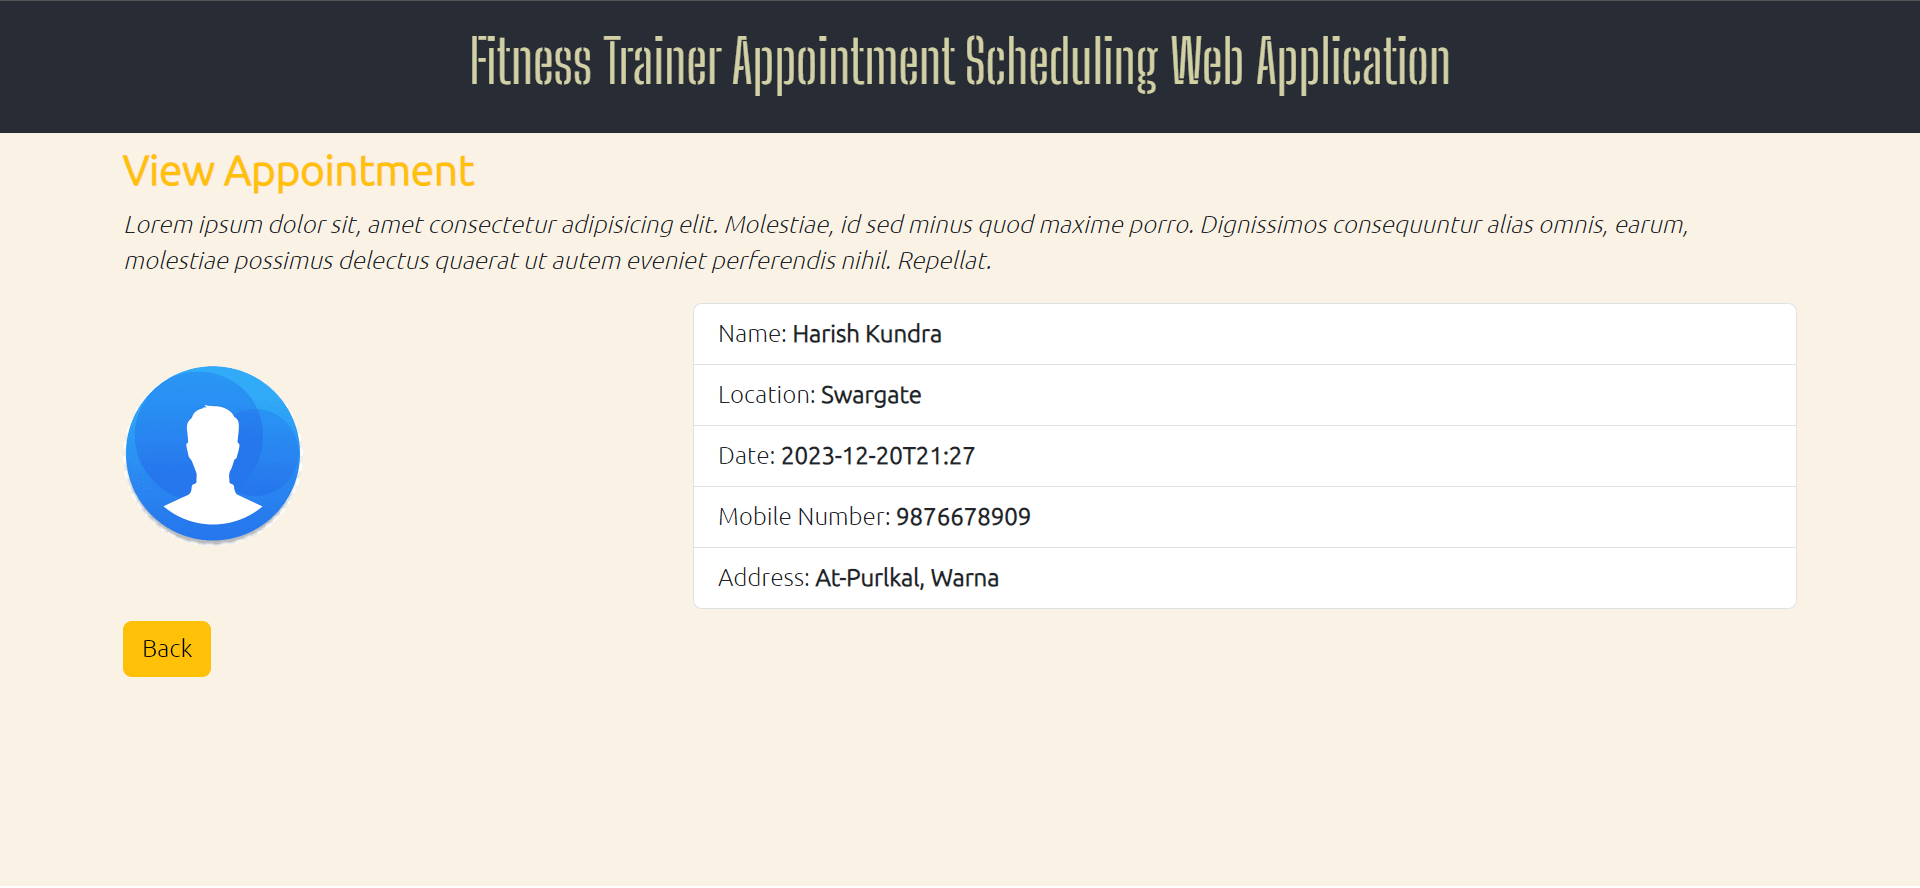 Fitness Trainer Appointment Scheduling Web Application
View Appointment
Lorem ipsum dolor sit, amet consectetur adipisicing elit. Molestiae, id sed minus quod maxime porro. Dignissimos consequuntur alias omnis, earum,
molestiae possimus delectus quaerat ut autem eveniet perferendis nihil. Repellat.
Name: Harish Kundra
Location: Swargate
Date: 2023-12-20T21:27
Mobile Number: 9876678909
Address: At-Purlkal, Warna
Back